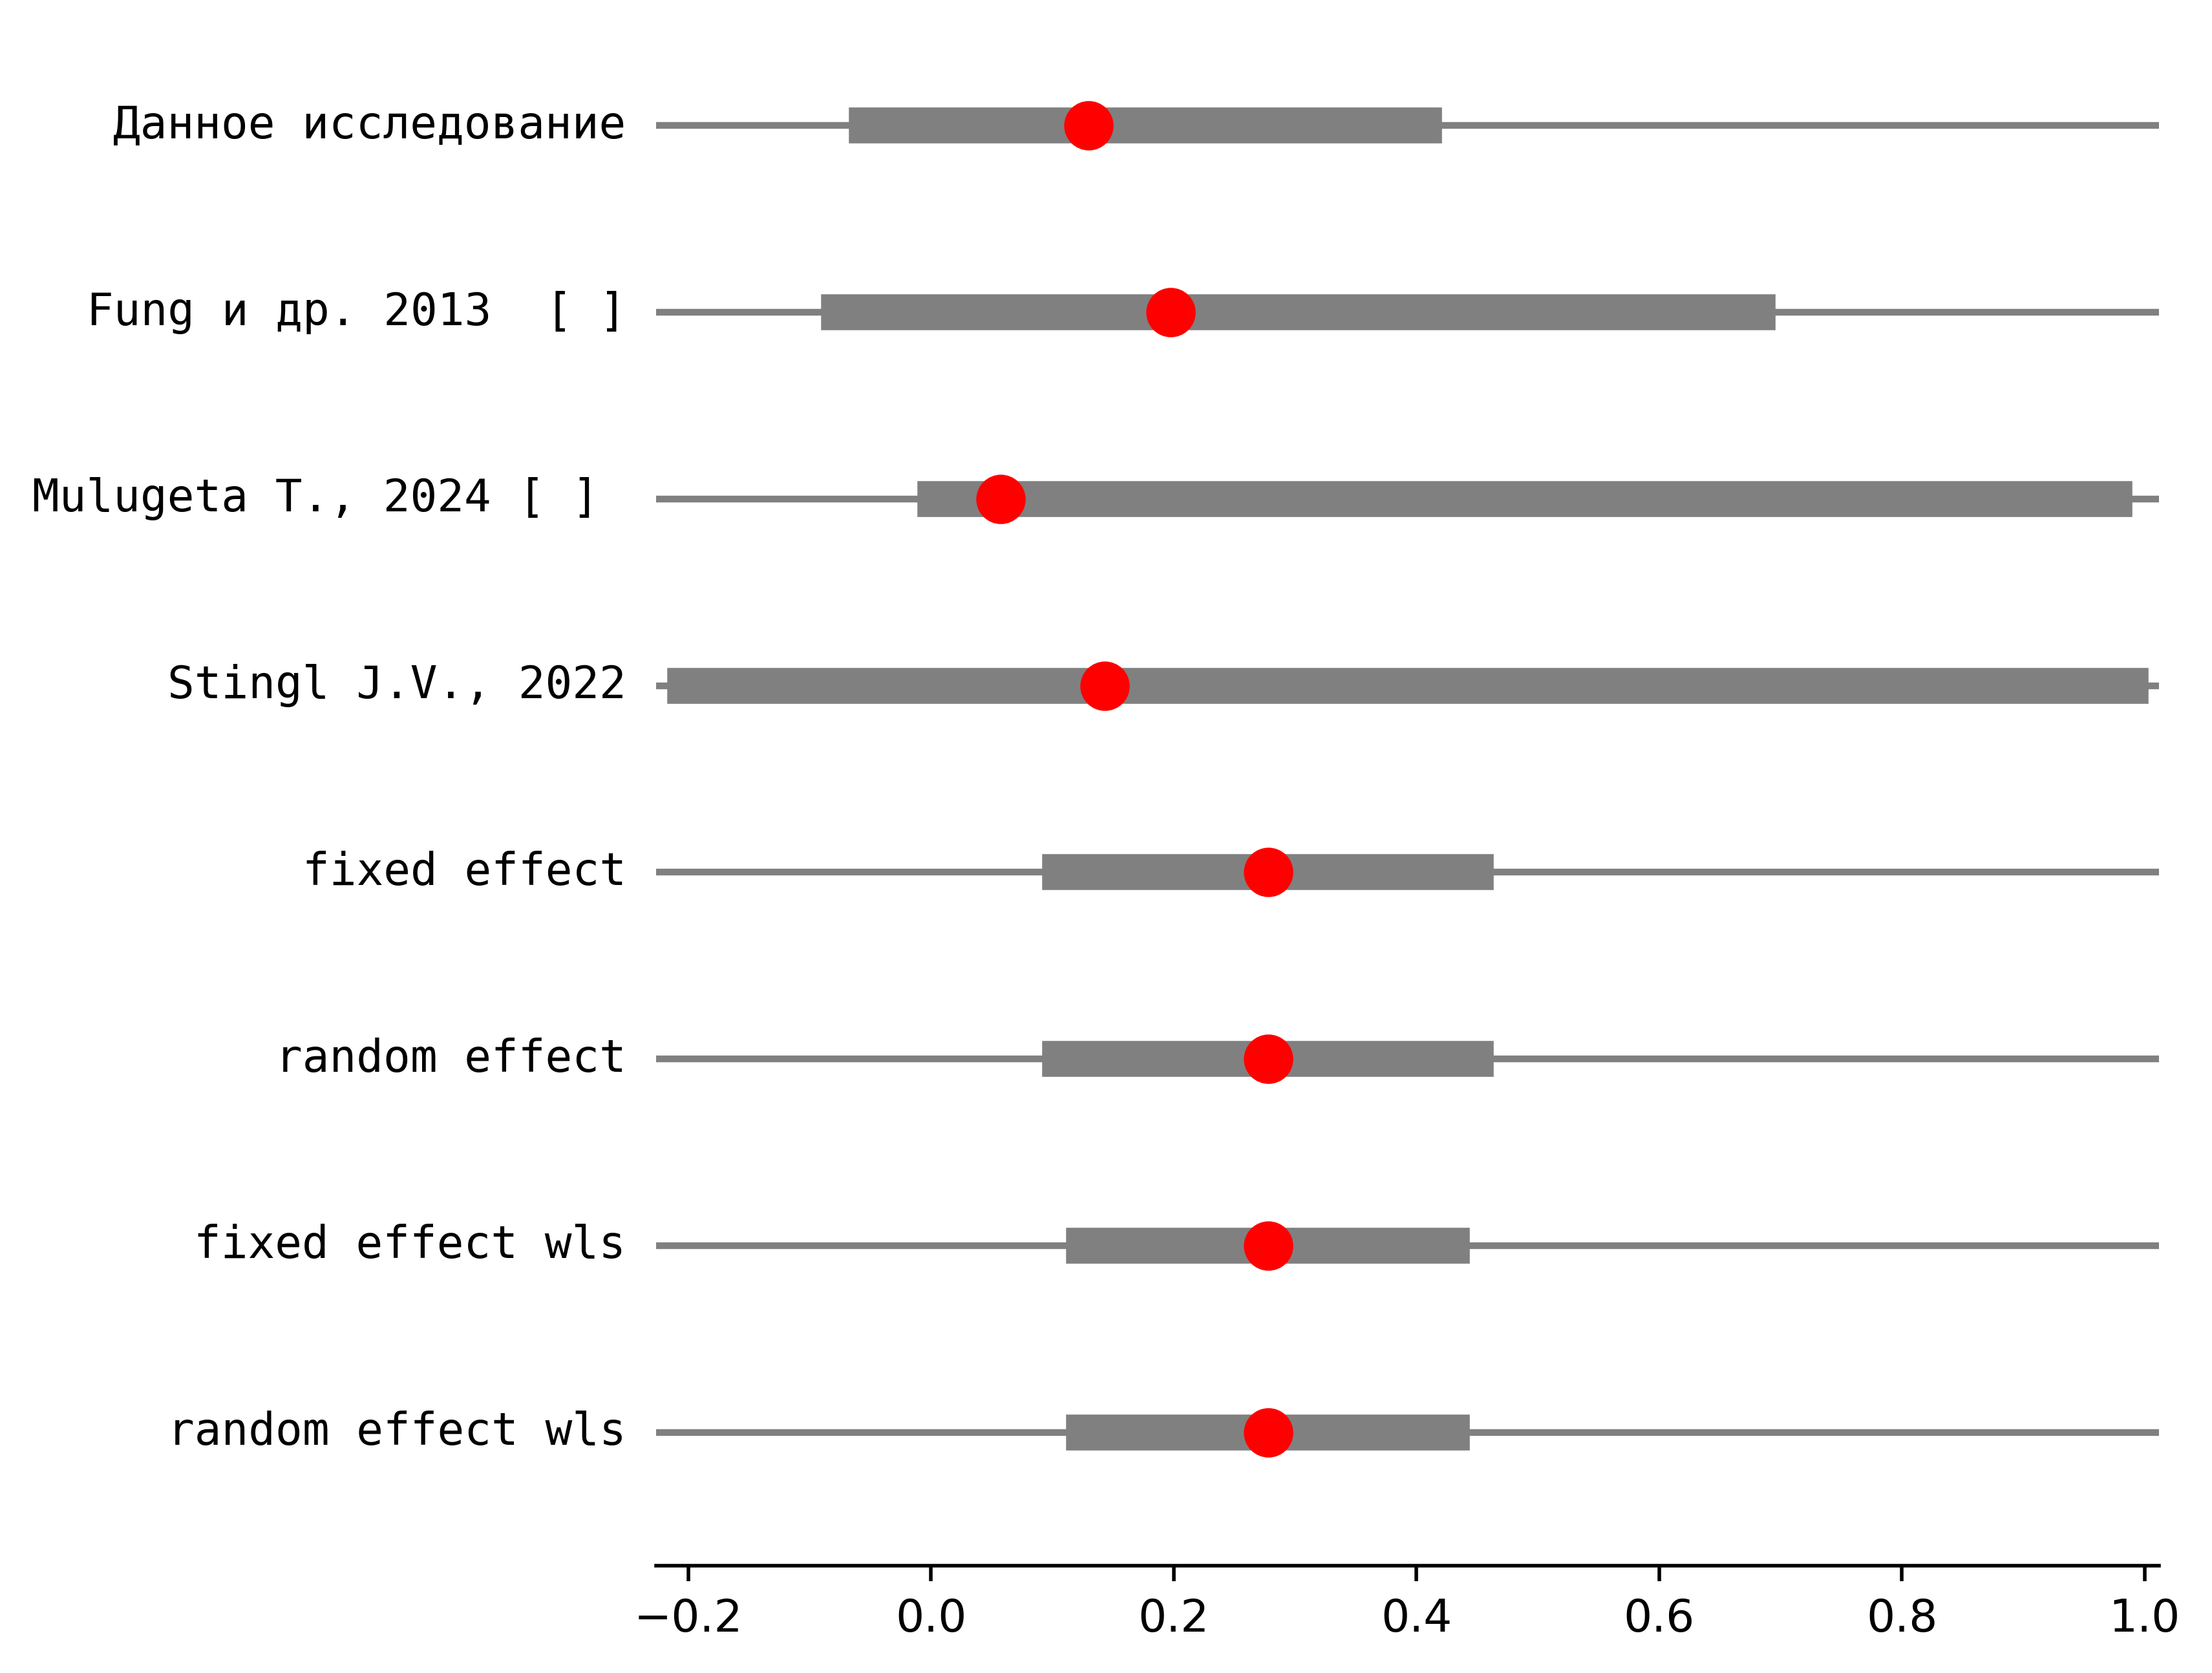 Данное исследование
Fung и др. 2013  [ ]
Mulugeta T., 2024 [ ]
Stingl J.V., 2022
fixed effect
random effect
fixed effect wls
random effect wls
−0.2 0.0 0.2 0.4 0.6 0.8 1.0